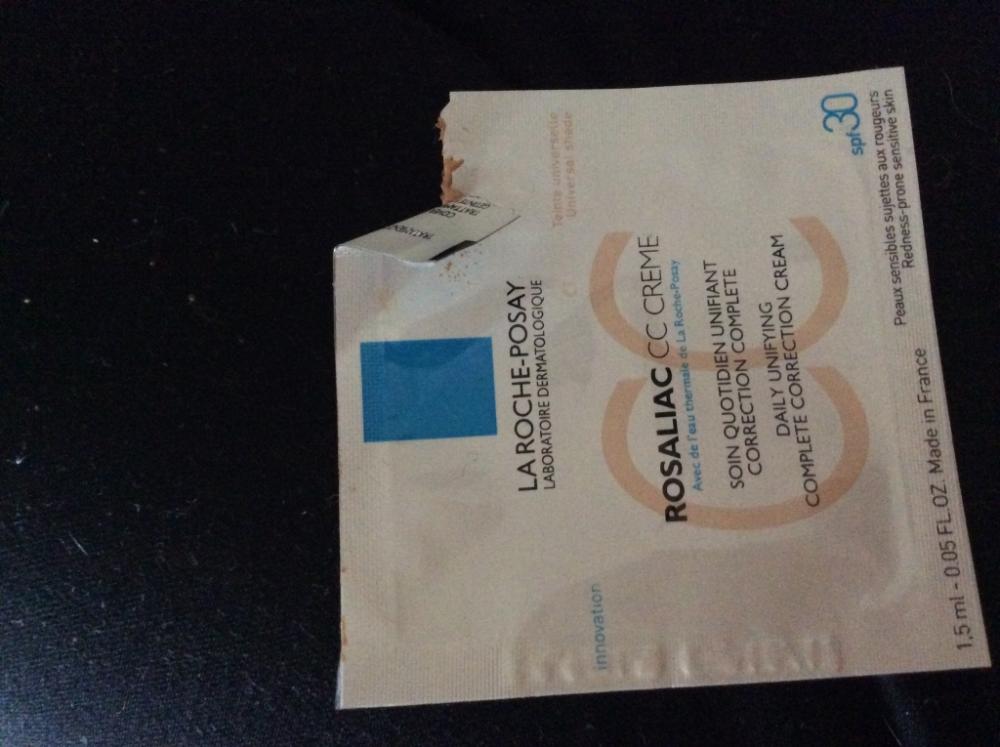 LA ROCHE-POSAY
LABORATOIRE DERMATOLOGIQUE
Teinte universelle
Universal shade
innovation
ROSALIAC CC CREME
Avec de l'eau thermale de La Roche-Posay
SOIN QUOTIDIEN UNIFIANT
CORRECTION COMPLETE
DAILY UNIFYING
COMPLETE CORRECTION CREAM
spf30
Peaux sensibles sujettes aux rougeurs
Redness-prone sensitive skin
1,5 ml - 0.05 FL.OZ. Made in France